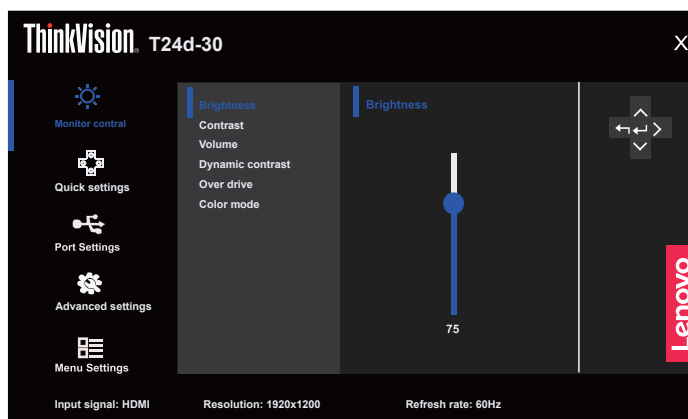 ThinkVision. T24d-30
X
Monitor contral
Quick settings
Port Settings
Advanced settings
Menu Settings
Brightness
Contrast
Volume
Dynamic contrast
Over drive
Color mode
Brightness
75
Lenovo
Input signal: HDMI
Resolution: 1920x1200
Refresh rate: 60Hz